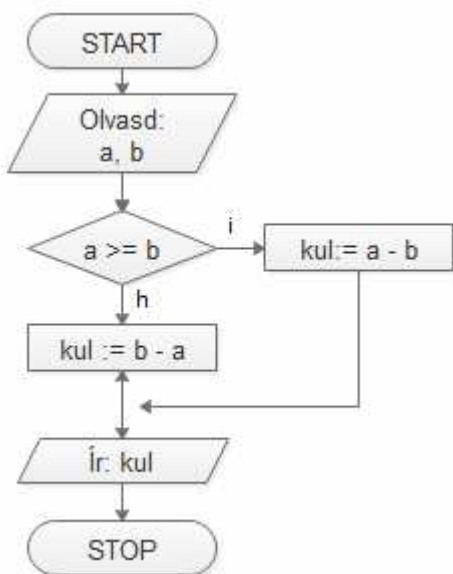 START
Olvasd:
a, b
a >= b
i
kul:= a - b
h
kul := b - a
Ír: kul
STOP